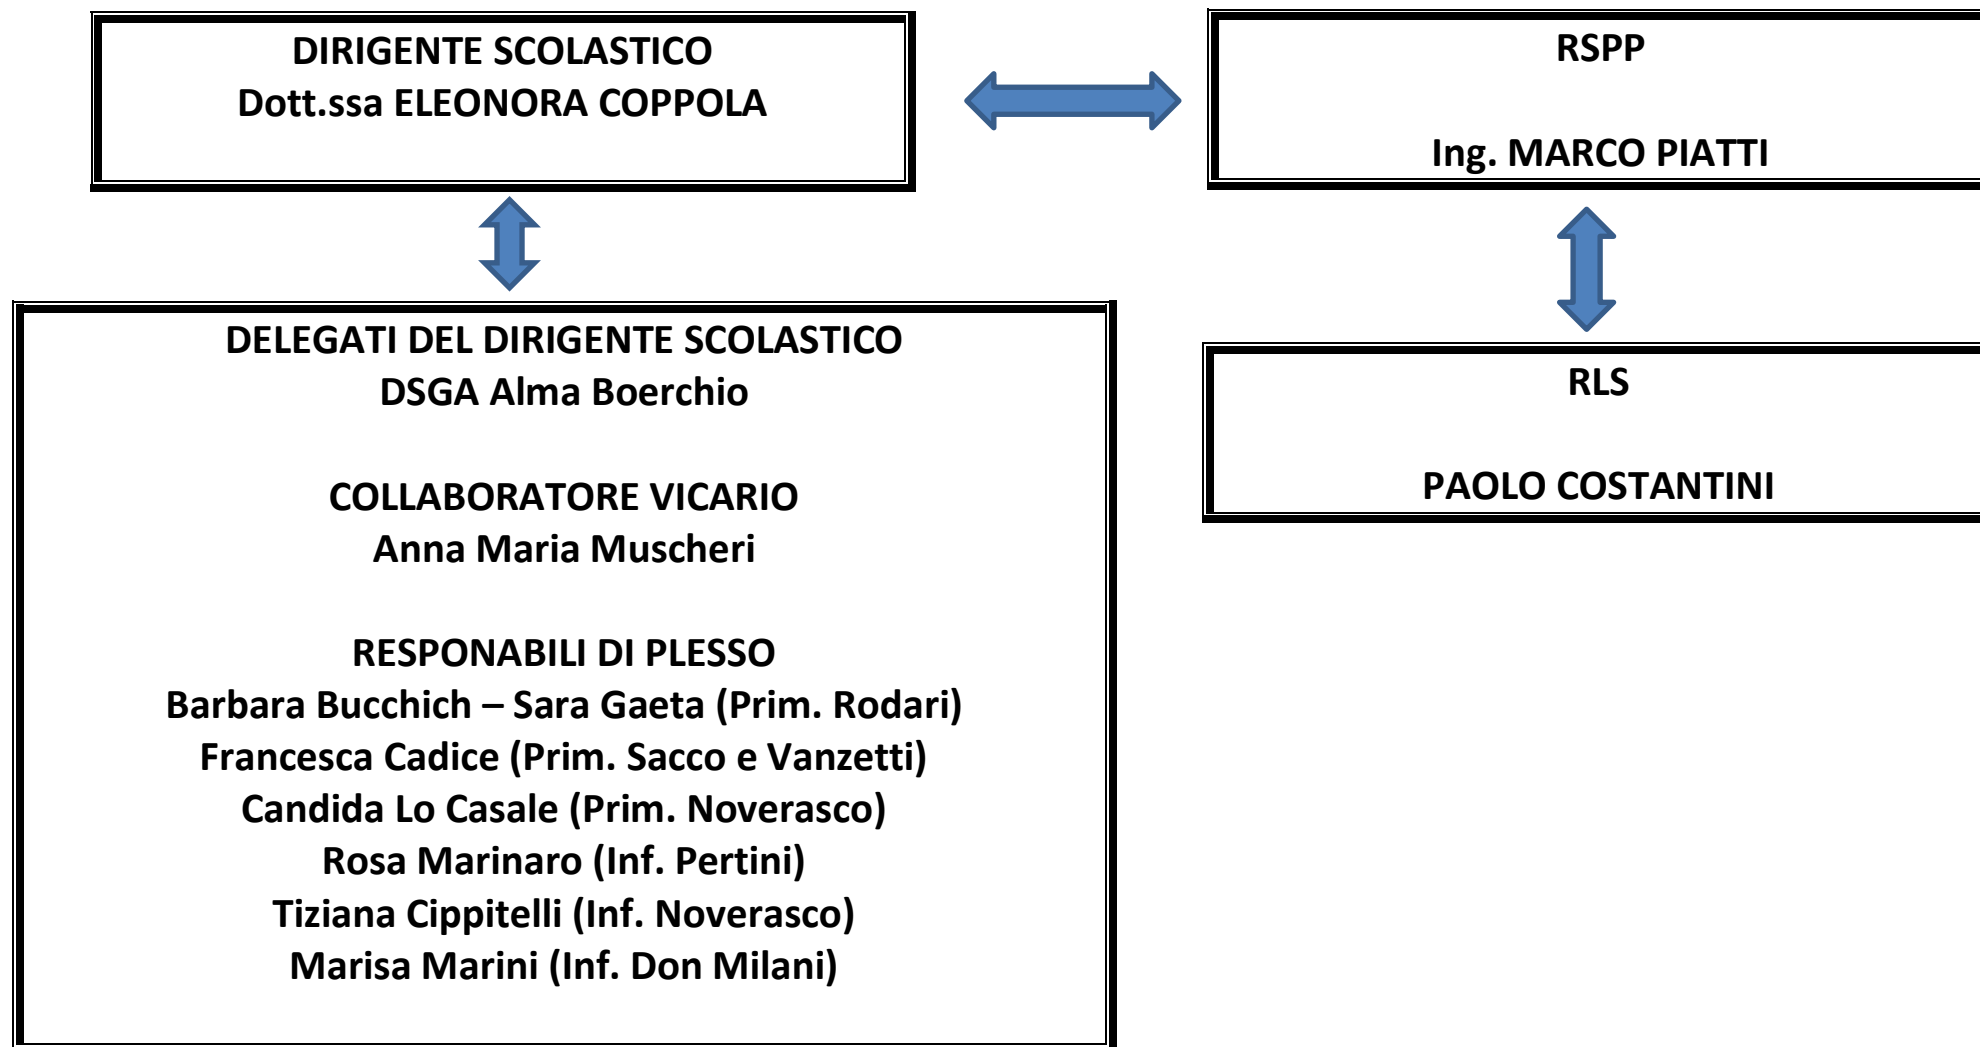 DIRIGENTE SCOLASTICO
Dott.ssa ELEONORA COPPOLA
RSPP
Ing. MARCO PIATTI
DELEGATI DEL DIRIGENTE SCOLASTICO
DSGA Alma Boerchio
COLLABORATORE VICARIO
Anna Maria Muscheri
RESPONABILI DI PLESSO
Barbara Bucchich – Sara Gaeta (Prim. Rodari)
Francesca Cadice (Prim. Sacco e Vanzetti)
Candida Lo Casale (Prim. Noverasco)
Rosa Marinaro (Inf. Pertini)
Tiziana Cippitelli (Inf. Noverasco)
Marisa Marini (Inf. Don Milani)
RLS
PAOLO COSTANTINI